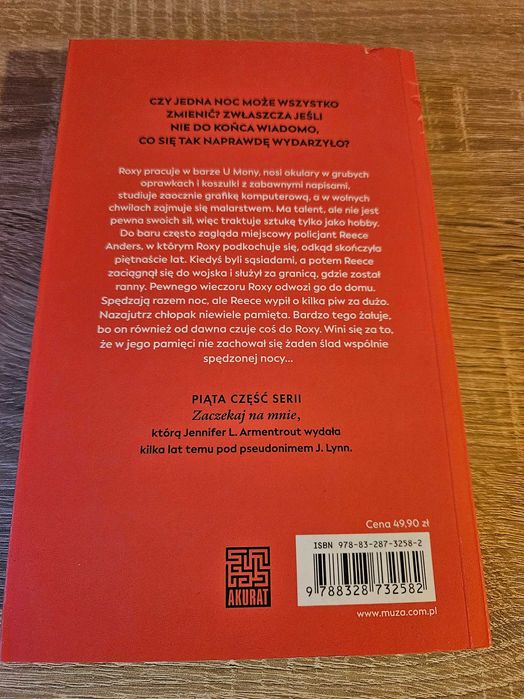 CZY JEDNA NOC MOŻE WSZYSTKO
ZMIENIĆ? ZWŁASZCZA JEŚLI
NIE DO KOŃCA WIADOMO,
CO SIĘ TAK NAPRAWDĘ WYDARZYŁO?
Roxy pracuje w barze U Mony, nosi okulary w grubych
oprawkach i koszulki z zabawnymi napisami,
studiuje zaocznie grafikę komputerową, a w wolnych
chwilach zajmuje się malarstwem. Ma talent, ale nie jest
pewna swoich sił, więc traktuje sztukę tylko jako hobby.
Do baru często zagląda miejscowy policjant Reece
Anders, w którym Roxy podkochuje się, odkąd skończyła
piętnaście lat. Kiedyś byli sąsiadami, a potem Reece
zaciągnął się do wojska i służył za granicą, gdzie został
ranny. Pewnego wieczoru Roxy odwozi go do domu.
Spędzają razem noc, ale Reece wypił o kilka piw za dużo.
Nazajutrz chłopak niewiele pamięta. Bardzo tego żałuje,
bo on również od dawna czuje coś do Roxy. Wini się za to,
że w jego pamięci nie zachował się żaden ślad wspólnie
spędzonej nocy...
PIĄTA CZĘŚĆ SERII
Zaczekaj na mnie,
którą Jennifer L. Armentrout wydała
kilka lat temu pod pseudonimem J. Lynn.
Cena 49,90 zł
ISBN 978-83-287-3258-2
9 788328 732582
AKURAT
www.muza.com.pl